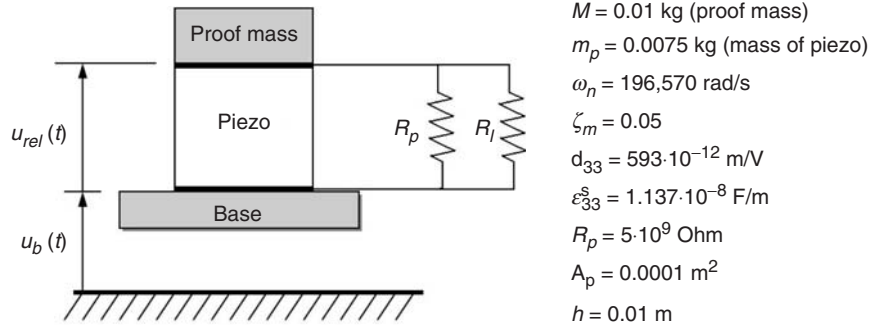 Proof mass
Piezo
Base
u_rel (t)
u_b (t)
R_p
R_l
M = 0.01 kg (proof mass)
m_p = 0.0075 kg (mass of piezo)
ω_n = 196,570 rad/s
ζ_m = 0.05
d_33 = 593·10^–12 m/V
ε^s_33 = 1.137·10^–8 F/m
R_p = 5·10^9 Ohm
A_p = 0.0001 m^2
h = 0.01 m